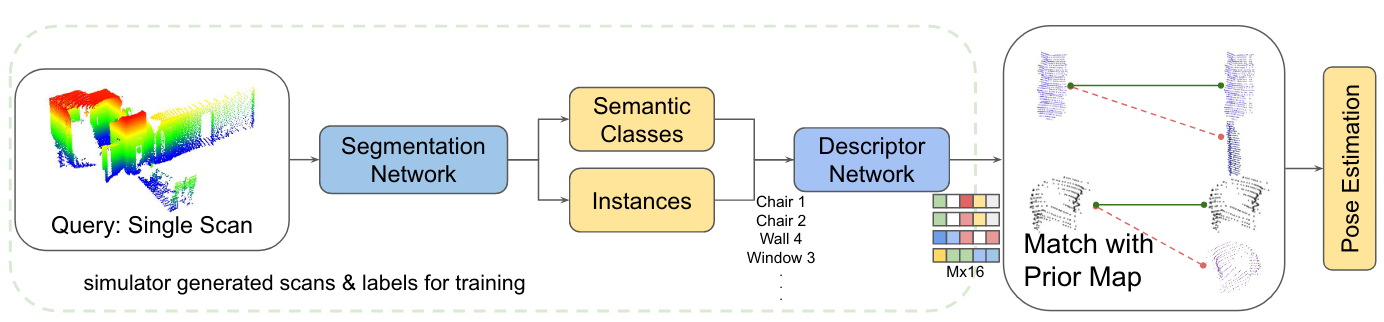 Query: Single Scan
simulator generated scans & labels for training
Segmentation
Network
Semantic
Classes
Instances
Descriptor
Network
Chair 1
Chair 2
Wall 4
Window 3
.
.
.
Mx16
Match with
Prior Map
Pose Estimation